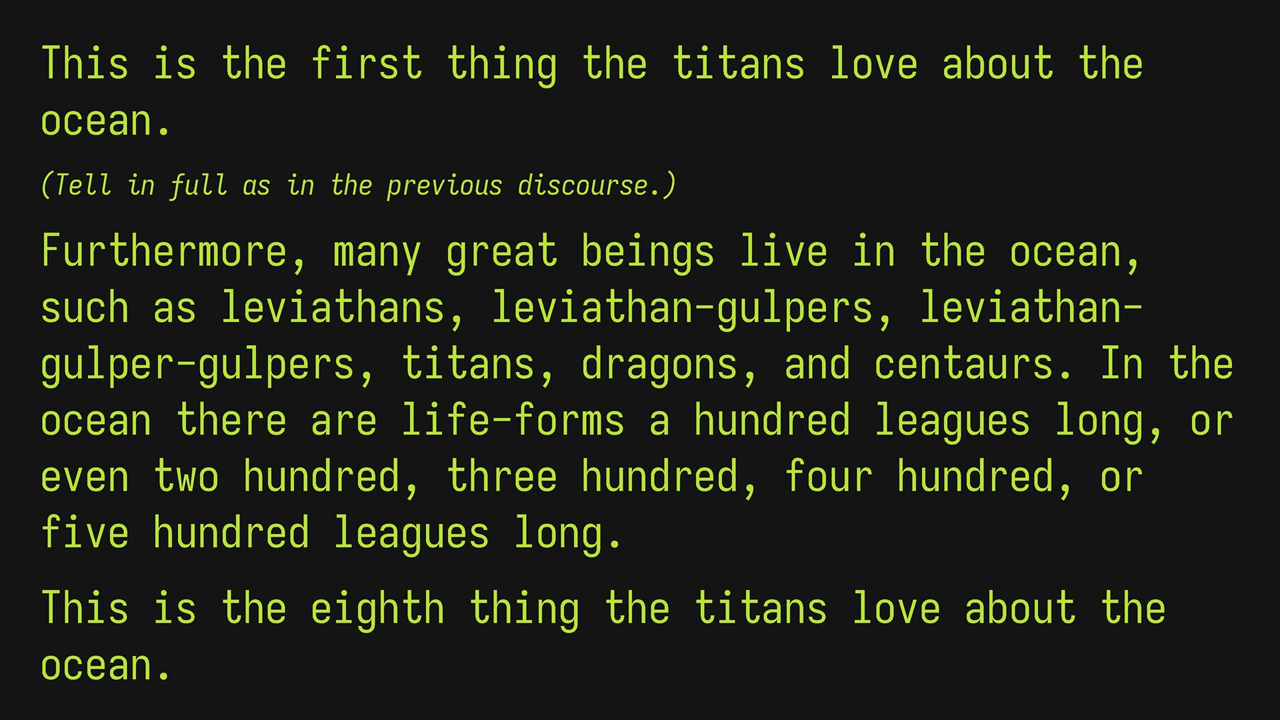 This is the first thing the titans love about the
ocean.
(Tell in full as in the previous discourse.)
Furthermore, many great beings live in the ocean,
such as leviathans, leviathan-gulpers, leviathan-
gulper-gulpers, titans, dragons, and centaurs. In the
ocean there are life-forms a hundred leagues long, or
even two hundred, three hundred, four hundred, or
five hundred leagues long.
This is the eighth thing the titans love about the
ocean.